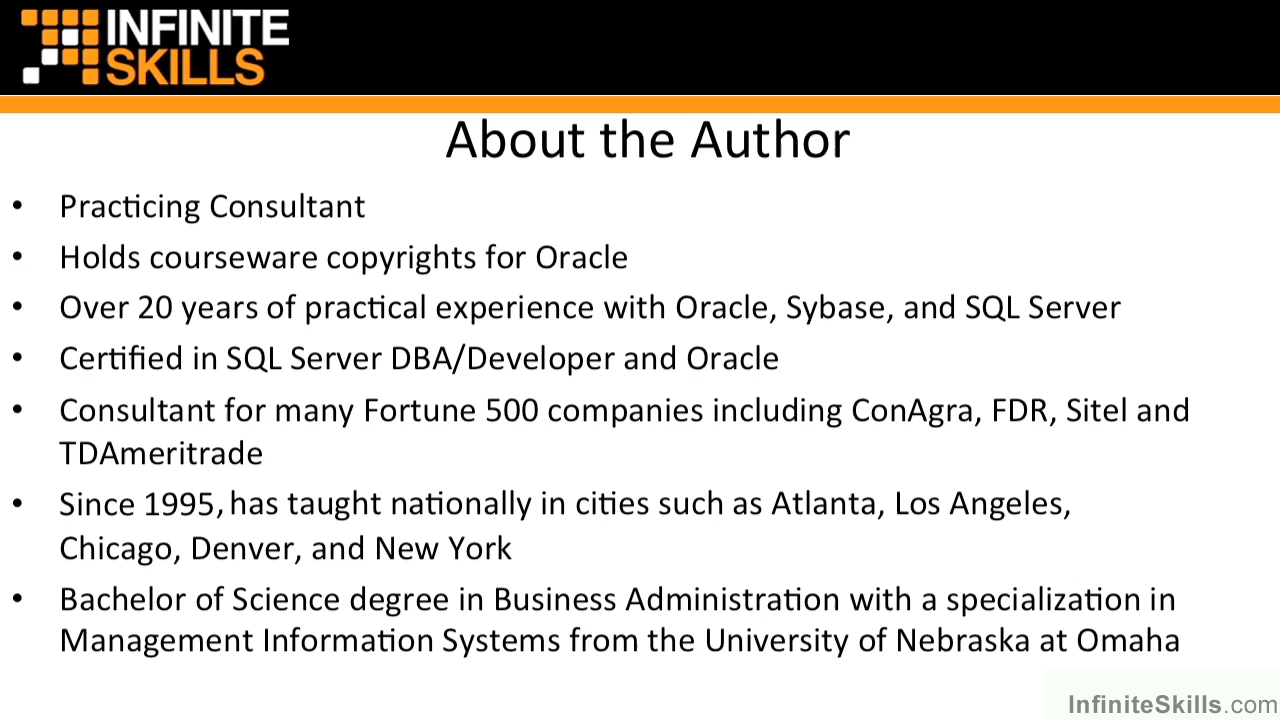 INFINITE
SKILLS
About the Author
• Practicing Consultant
• Holds courseware copyrights for Oracle
• Over 20 years of practical experience with Oracle, Sybase, and SQL Server
• Certified in SQL Server DBA/Developer and Oracle
• Consultant for many Fortune 500 companies including ConAgra, FDR, Sitel and
TDAmeritrade
• Since 1995, has taught nationally in cities such as Atlanta, Los Angeles,
Chicago, Denver, and New York
• Bachelor of Science degree in Business Administration with a specialization in
Management Information Systems from the University of Nebraska at Omaha
InfiniteSkills.com